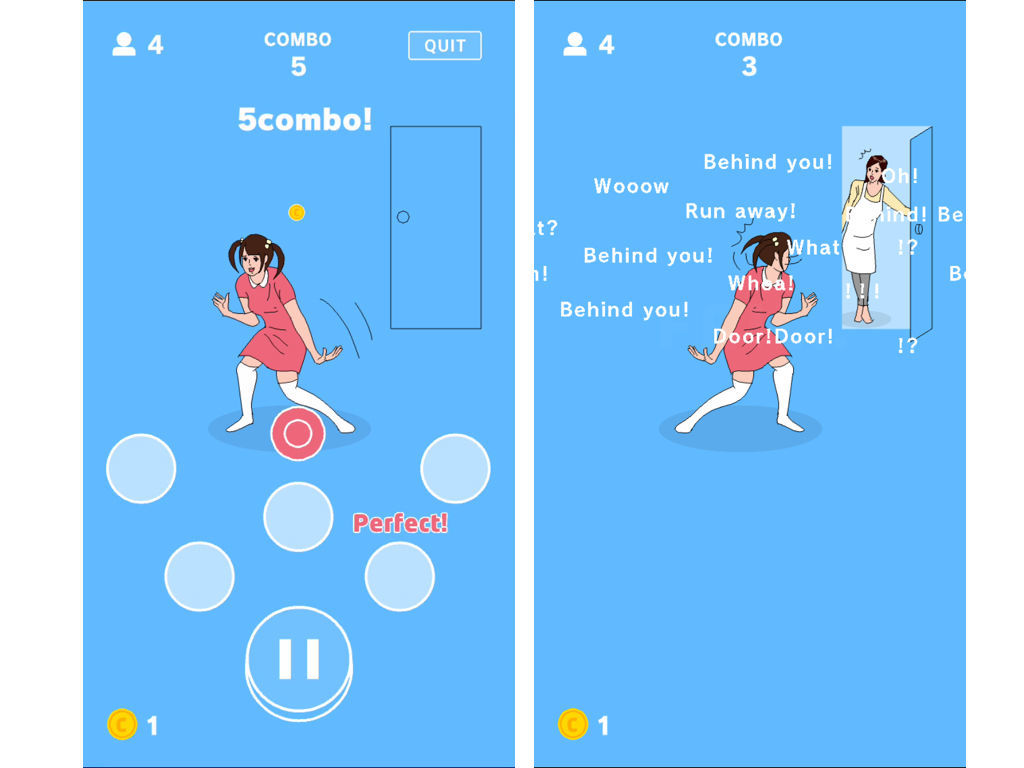 4
COMBO
5
QUIT
5combo!
Perfect!
1
4
COMBO
3
Behind you!
Oh!
Wooow
Run away!
Behind! Be
t?
What
!?
Behind you!
h!
Whoa!
!!!
Behind you!
Door!Door!
!?
1